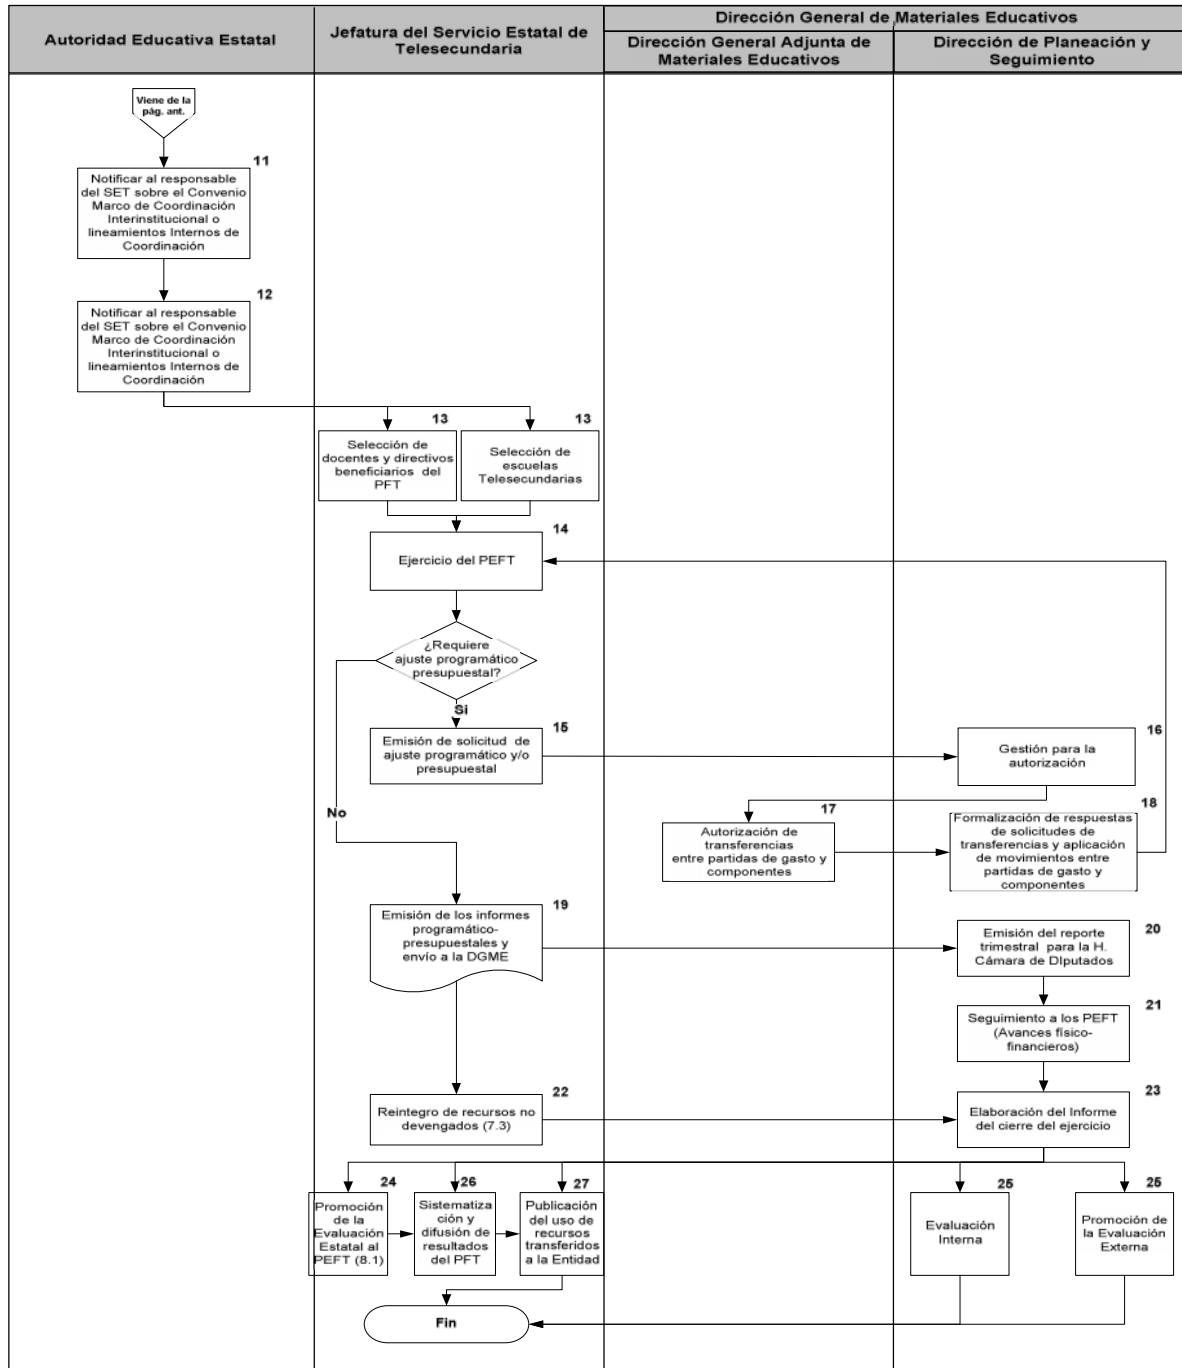 Autoridad Educativa Estatal
Jefatura del Servicio Estatal de
Telesecundaria
Dirección General de Materiales Educativos
Dirección General Adjunta de
Materiales Educativos
Dirección de Planeación y
Seguimiento
Viene de la
pág. ant.
11
Notificar al responsable
del SET sobre el Convenio
Marco de Coordinación
Interinstitucional o
lineamientos Internos de
Coordinación
12
Notificar al responsable
del SET sobre el Convenio
Marco de Coordinación
Interinstitucional o
lineamientos Internos de
Coordinación
13
Selección de
docentes y directivos
beneficiarios del
PFT
13
Selección de
escuelas
Telesecundarias
14
Ejercicio del PEFT
¿Requiere
ajuste programático
presupuestal?
Si
No
15
Emisión de solicitud de
ajuste programático y/o
presupuestal
16
Gestión para la
autorización
17
Autorización de
transferencias
entre partidas de gasto y
componentes
18
Formalización de respuestas
de solicitudes de
transferencias y aplicación
de movimientos entre
partidas de gasto y
componentes
19
Emisión de los informes
programático-
presupuestales y
envío a la DGME
20
Emisión del reporte
trimestral para la H.
Cámara de DIputados
21
Seguimiento a los PEFT
(Avances físico-
financieros)
22
Reintegro de recursos no
devengados (7.3)
23
Elaboración del Informe
del cierre del ejercicio
24
Promoción
de la
Evaluación
Estatal al
PEFT (8.1)
26
Sistematiza
ción y
difusión de
resultados
del PFT
27
Publicación
del uso de
recursos
transferidos
a la Entidad
25
Evaluación
Interna
25
Promoción de
la Evaluación
Externa
Fin